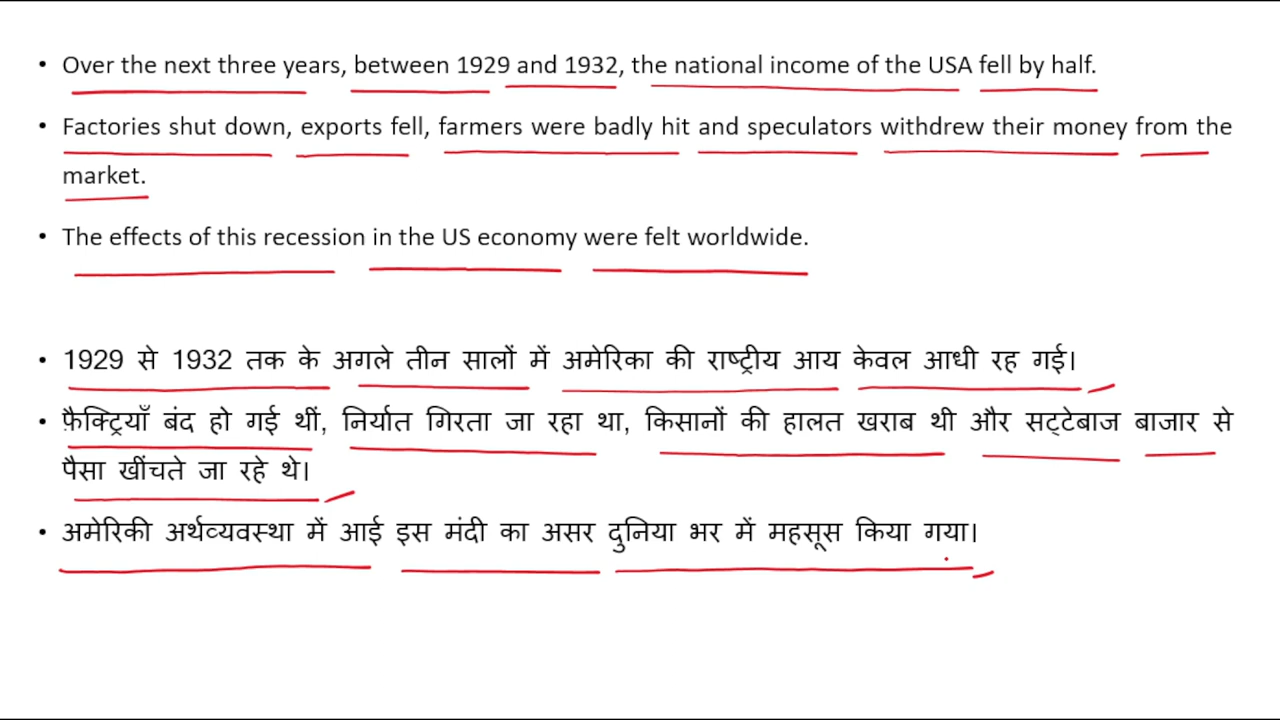 • Over the next three years, between 1929 and 1932, the national income of the USA fell by half.
• Factories shut down, exports fell, farmers were badly hit and speculators withdrew their money from the
market.
• The effects of this recession in the US economy were felt worldwide.
• 1929 से 1932 तक के अगले तीन सालों में अमेरिका की राष्ट्रीय आय केवल आधी रह गई।
• फ़ैक्ट्रियाँ बंद हो गई थीं, निर्यात गिरता जा रहा था, किसानों की हालत खराब थी और सट्टेबाज बाजार से
पैसा खींचते जा रहे थे।
• अमेरिकी अर्थव्यवस्था में आई इस मंदी का असर दुनिया भर में महसूस किया गया।